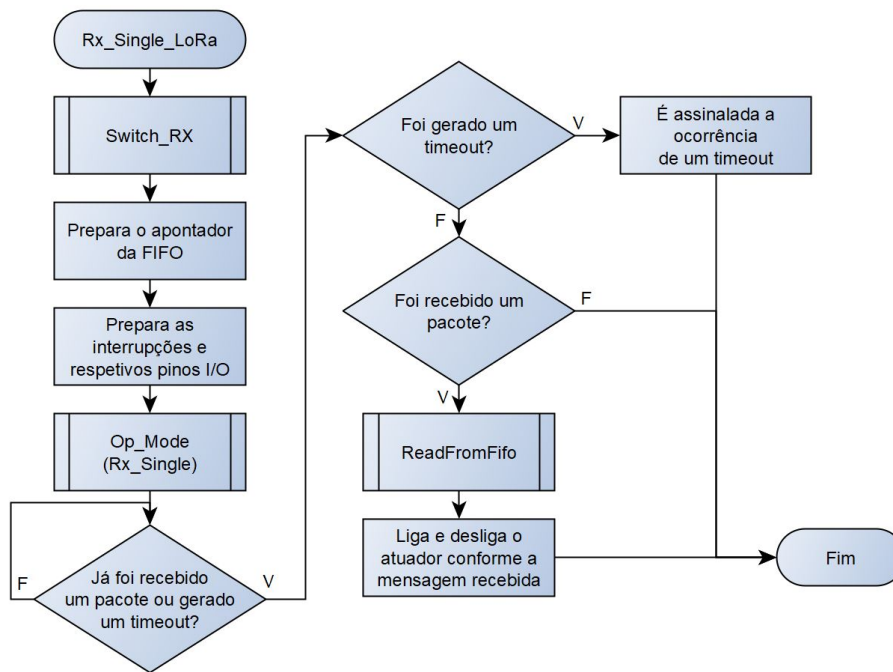 Rx_Single_LoRa
Switch_RX
Prepara o apontador
da FIFO
Prepara as
interrupções e
respetivos pinos I/O
Op_Mode
(Rx_Single)
Já foi recebido
um pacote ou gerado
um timeout?
F
V
Foi gerado um
timeout?
V
F
É assinalada a
ocorrência
de um timeout
Foi recebido um
pacote?
F
V
ReadFromFifo
Liga e desliga o
atuador conforme a
mensagem recebida
Fim